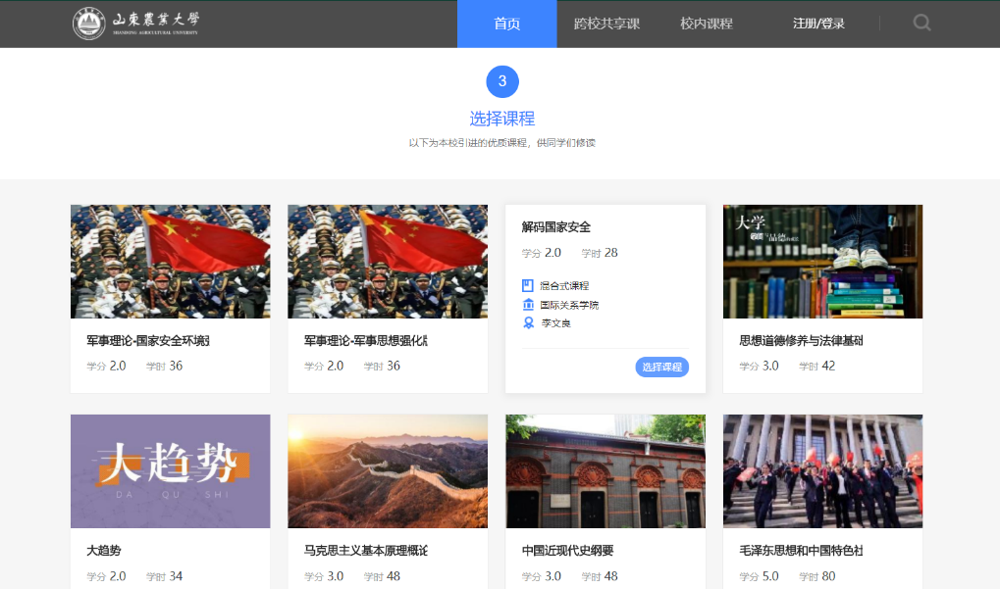 山東農業大學
SHANDONG AGRICULTURAL UNIVERSITY
首页 跨校共享课 校内课程 注册/登录
3
选择课程
以下为本校引进的优质课程，供同学们修读
大学
军事理论-国家安全环境强
学分 2.0 学时 36
军事理论-军事思想强化版
学分 2.0 学时 36
解码国家安全
学分 2.0 学时 28
混合式课程
国际关系学院
李文良
选择课程
思想道德修养与法律基础
学分 3.0 学时 42
大趋势
DA QU SHI
大趋势
学分 2.0 学时 34
马克思主义基本原理概论
学分 3.0 学时 48
中国近现代史纲要
学分 3.0 学时 48
毛泽东思想和中国特色社
学分 5.0 学时 80